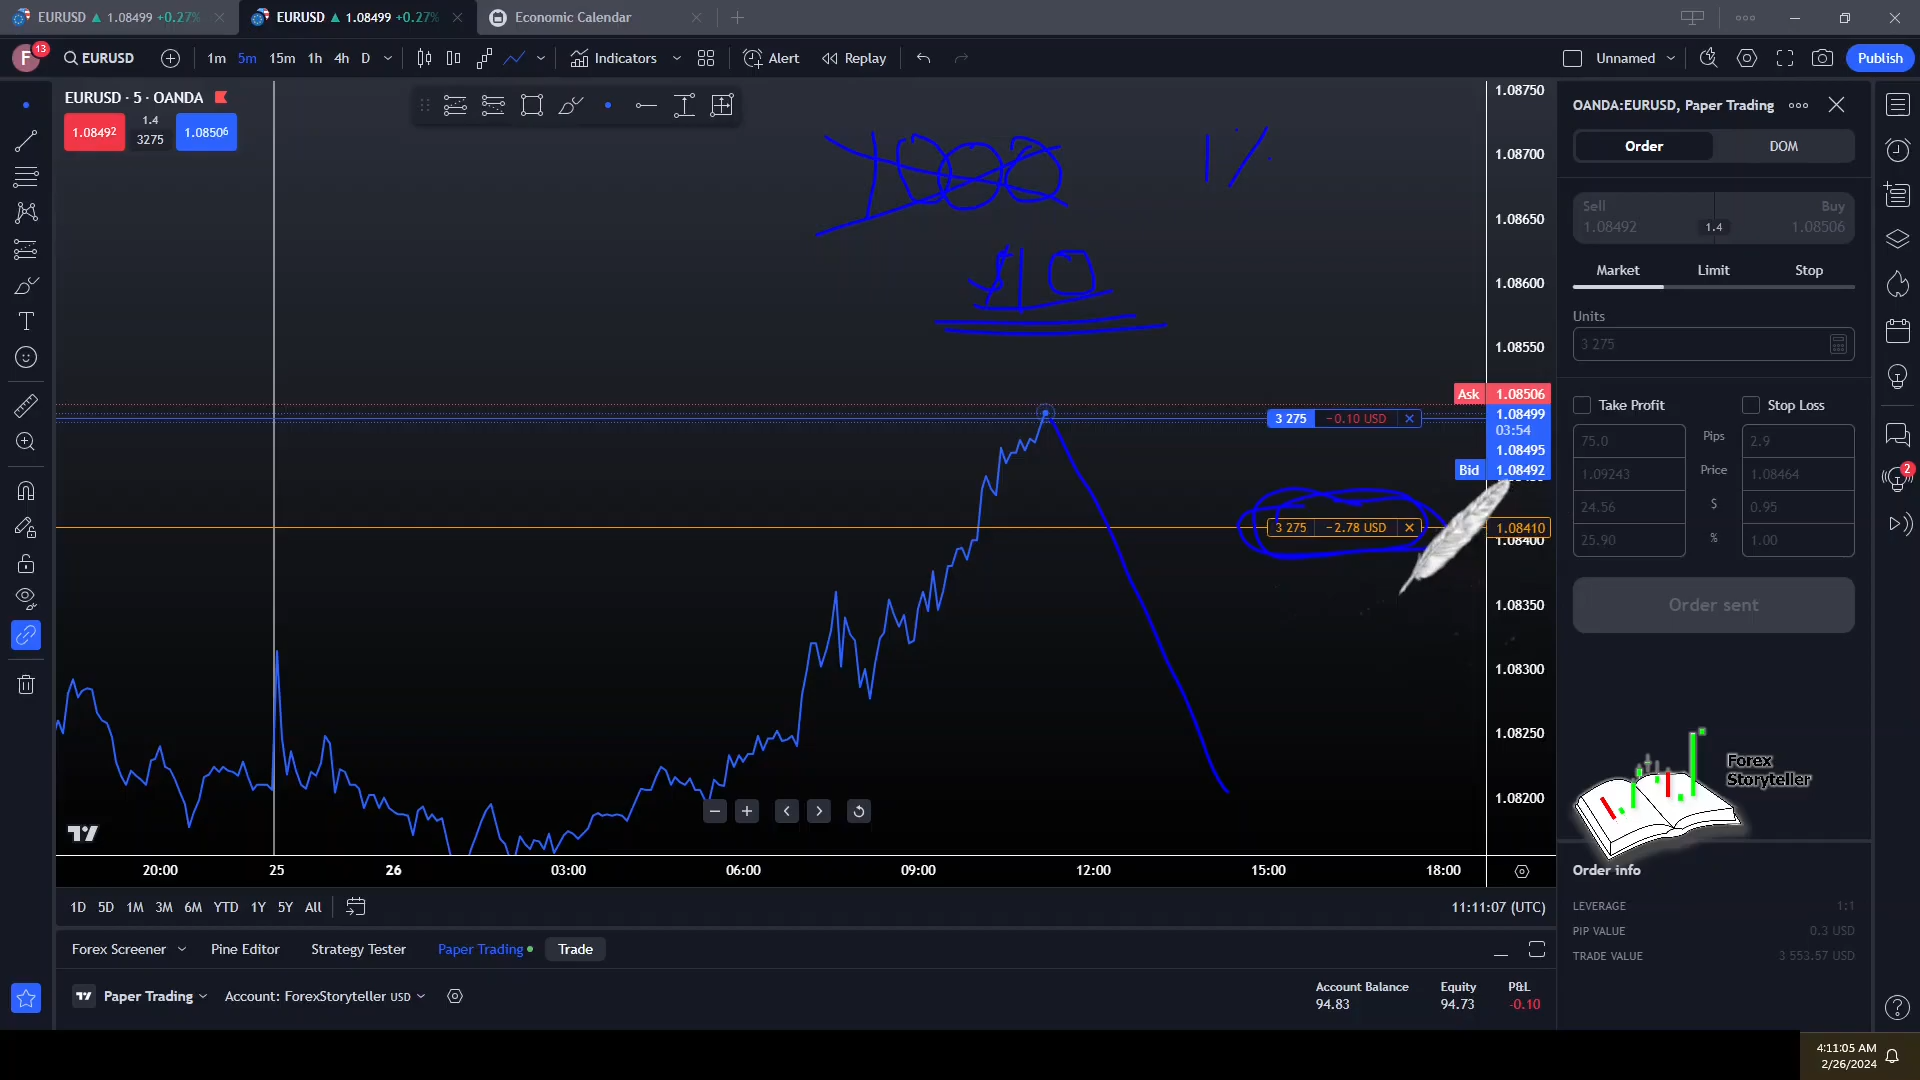 EURUSD ▲ 1.08499 +0.27%
EURUSD ▲ 1.08499 +0.27%
Economic Calendar
F
13
EURUSD
1m 5m 15m 1h 4h D
Indicators
Alert
Replay
Unnamed
Publish
EURUSD · 5 · OANDA
1.08492
1.4
3275
1.08506
1000
1%
$10
1.08750
1.08700
1.08650
1.08600
1.08550
Ask 1.08506
1.08499
03:54
1.08495
Bid 1.08492
3 275 −0.10 USD
3 275 −2.78 USD
1.08410
1.08400
1.08350
1.08300
1.08250
1.08200
20:00 25 26 03:00 06:00 09:00 12:00 15:00 18:00
1D 5D 1M 3M 6M YTD 1Y 5Y All
11:11:07 (UTC)
Forex Screener
Pine Editor
Strategy Tester
Paper Trading
Trade
Paper Trading
Account: ForexStoryteller USD
Account Balance
94.83
Equity
94.73
P&L
-0.10
OANDA:EURUSD, Paper Trading
Order
DOM
Sell
1.08492
1.4
Buy
1.08506
Market
Limit
Stop
Units
3 275
Take Profit
Stop Loss
75.0 Pips 2.9
1.09243 Price 1.08464
24.56 $ 0.95
25.90 % 1.00
Order sent
Forex
Storyteller
Order info
LEVERAGE 1:1
PIP VALUE 0.3 USD
TRADE VALUE 3 553.57 USD
2
4:11:05 AM
2/26/2024